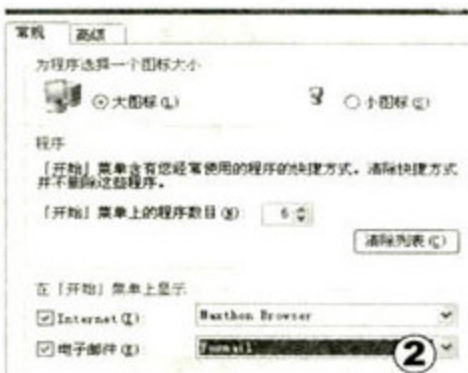 常规 高级
为程序选择一个图标大小
大图标(L) 小图标(S)
程序
「开始」菜单含有您经常使用的程序的快捷方式。清除快捷方式
并不删除这些程序。
「开始」菜单上的程序数目(N): 6
清除列表(C)
在「开始」菜单上显示
Internet(I): Maxthon Browser
电子邮件(E): Foxmail
2